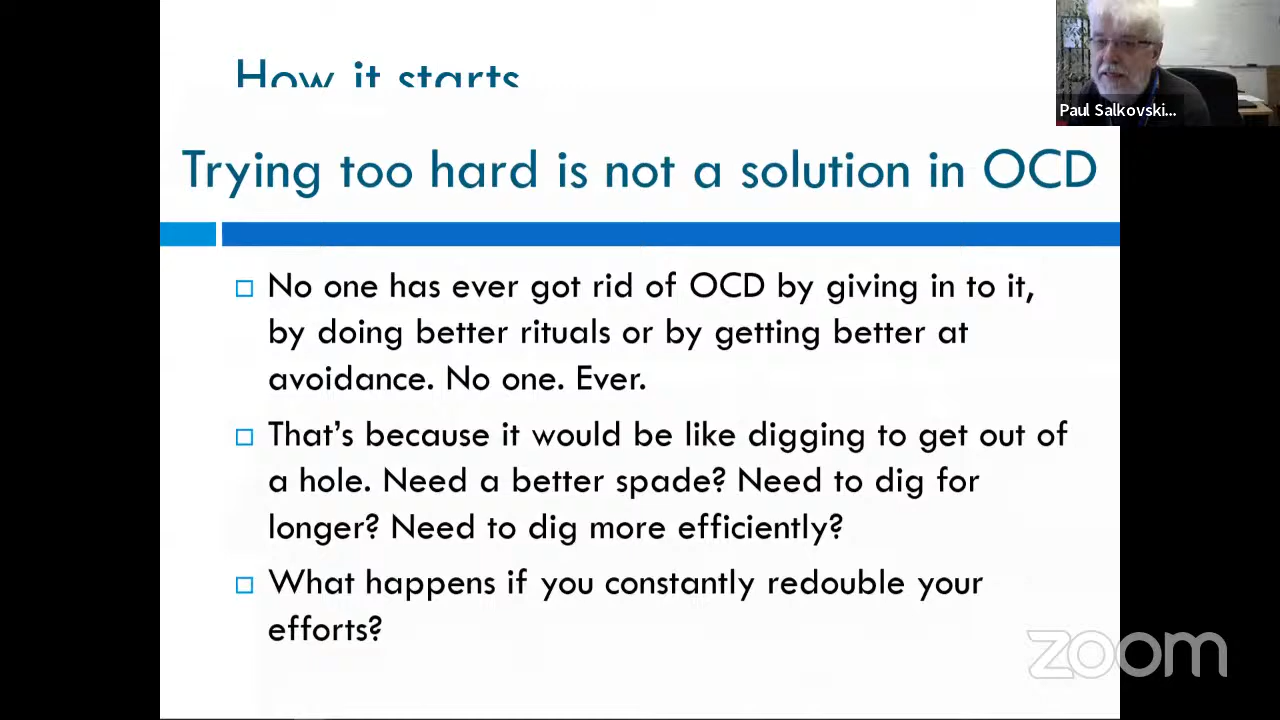 How it starts
Paul Salkovski...
Trying too hard is not a solution in OCD
No one has ever got rid of OCD by giving in to it,
by doing better rituals or by getting better at
avoidance. No one. Ever.
That's because it would be like digging to get out of
a hole. Need a better spade? Need to dig for
longer? Need to dig more efficiently?
What happens if you constantly redouble your
efforts?
zoom